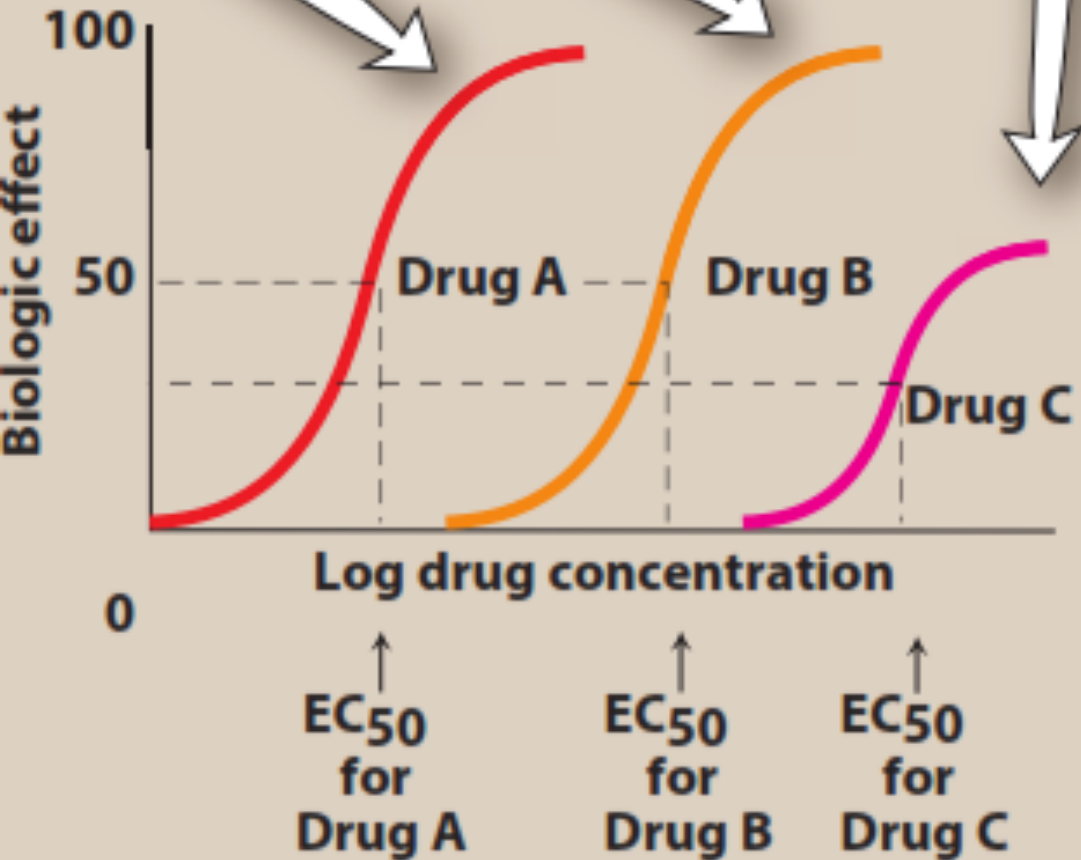 100
Biologic effect
50
Drug A
Drug B
Drug C
Log drug concentration
0
EC50
for
Drug A
EC50
for
Drug B
EC50
for
Drug C